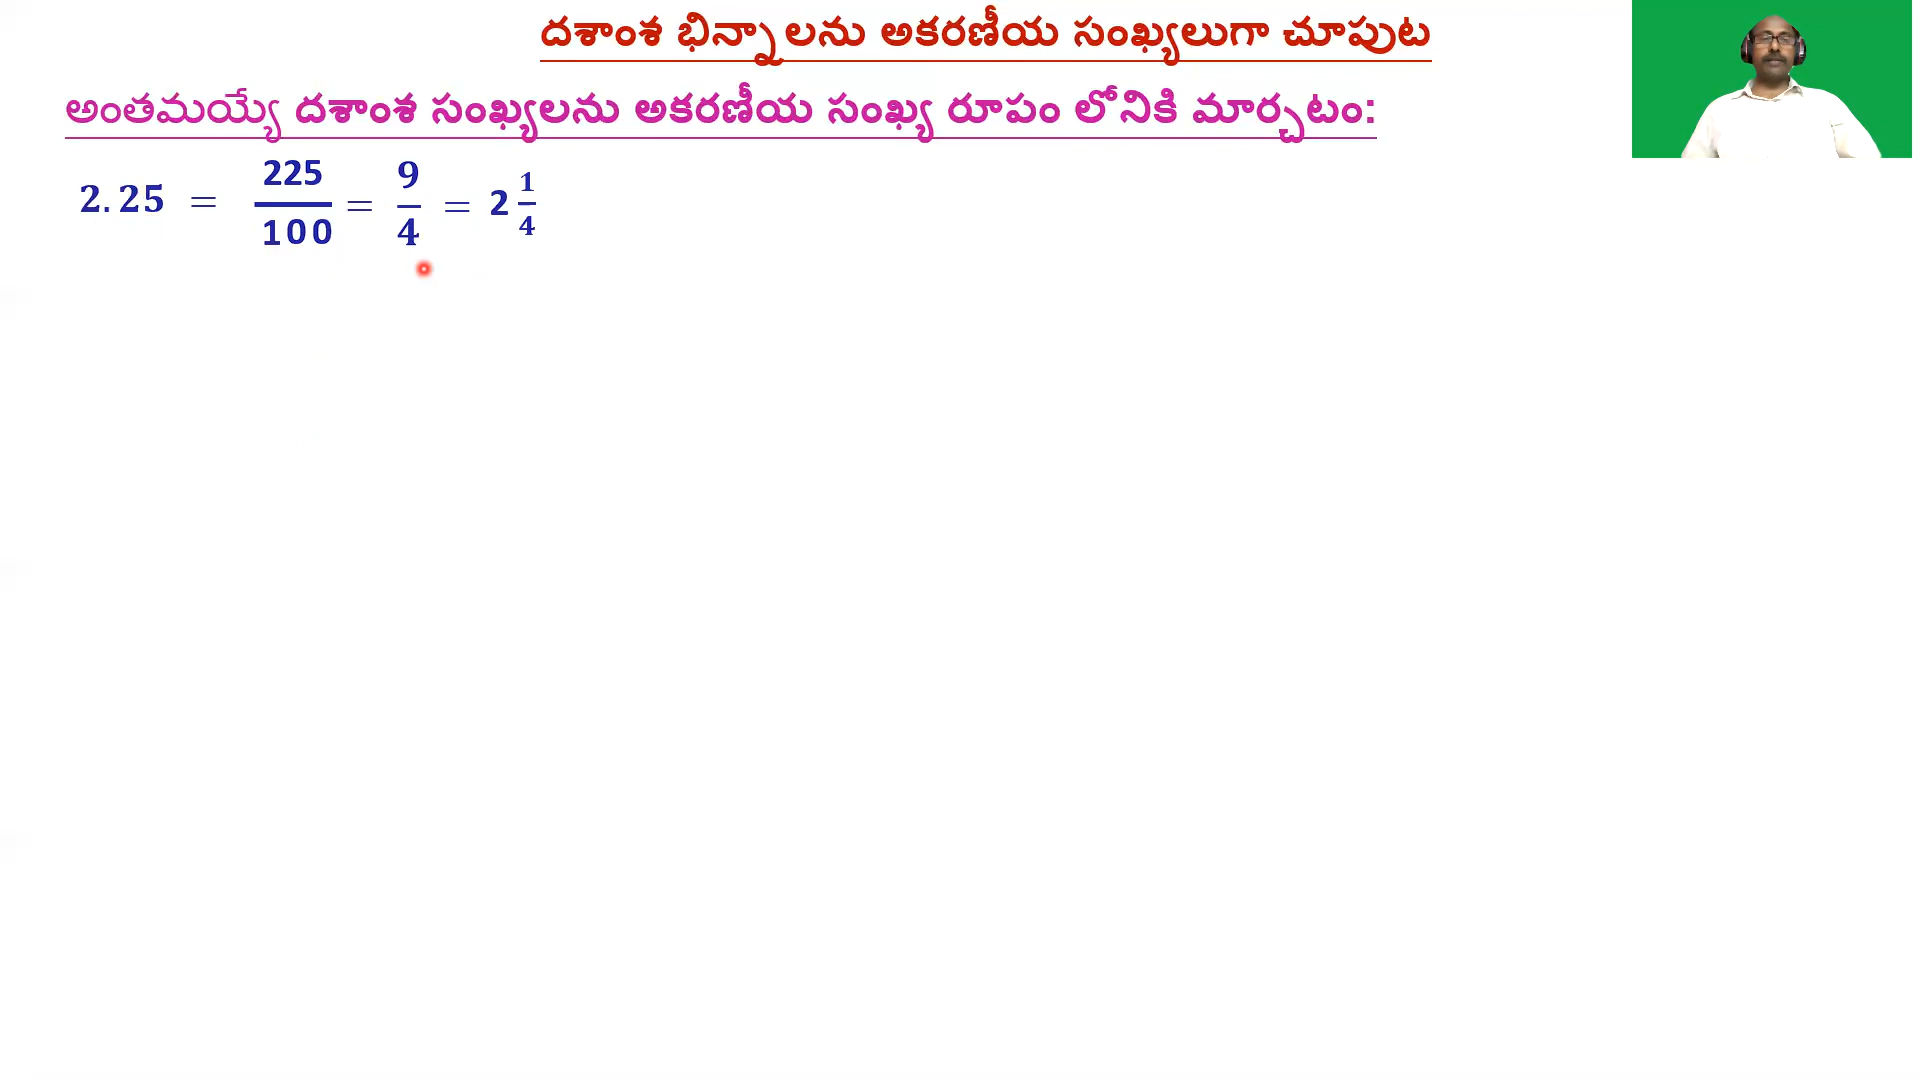 దశాంశ భిన్నాలను అకరణీయ సంఖ్యలుగా చూపుట
అంతమయ్యే దశాంశ సంఖ్యలను అకరణీయ సంఖ్య రూపం లోనికి మార్చటం:
2.25 = 225/100 = 9/4 = 2 1/4